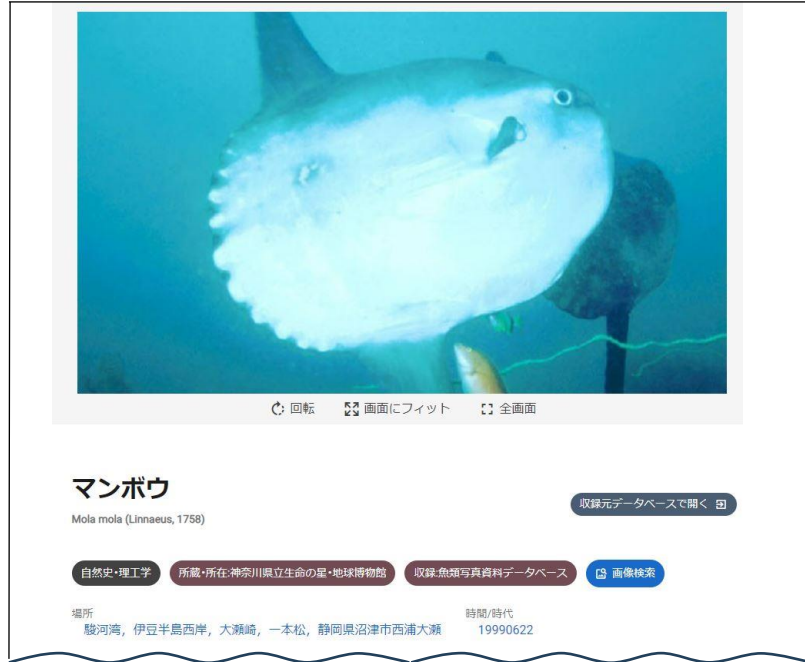 回転 画面にフィット 全画面
マンボウ
収録元データベースで開く
Mola mola (Linnaeus, 1758)
自然史・理工学 所蔵・所在:神奈川県立生命の星・地球博物館 収録:魚類写真資料データベース 画像検索
場所 時間/時代
駿河湾, 伊豆半島西岸, 大瀬崎, 一本松, 静岡県沼津市西浦大瀬 19990622